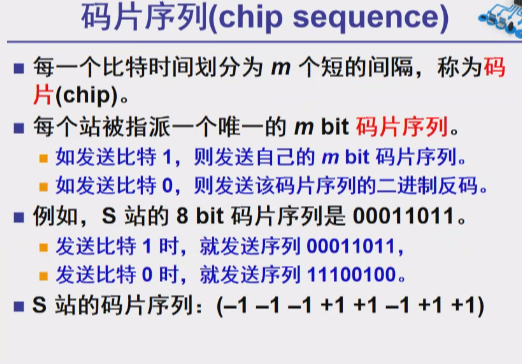 码片序列(chip sequence)
每一个比特时间划分为 m 个短的间隔，称为码
片(chip)。
每个站被指派一个唯一的 m bit 码片序列。
如发送比特 1，则发送自己的 m bit 码片序列。
如发送比特 0，则发送该码片序列的二进制反码。
例如，S 站的 8 bit 码片序列是 00011011。
发送比特 1 时，就发送序列 00011011，
发送比特 0 时，就发送序列 11100100。
S 站的码片序列：(–1 –1 –1 +1 +1 –1 +1 +1)